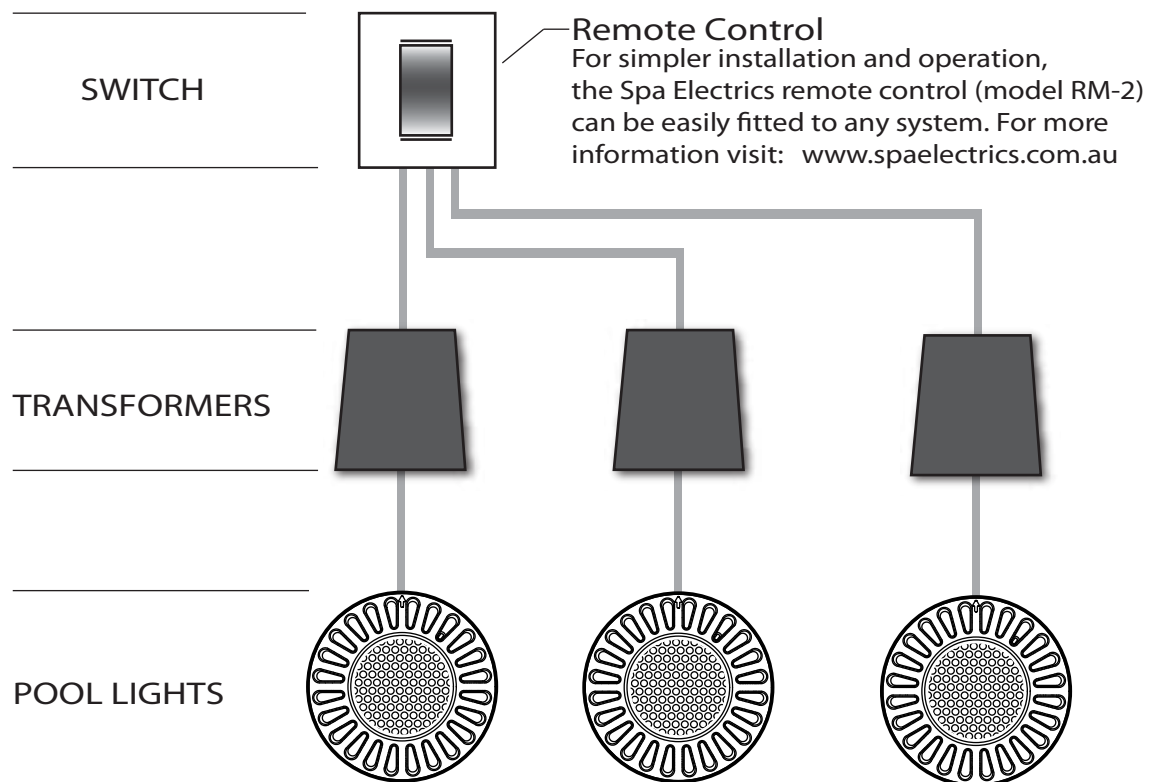 SWITCH
Remote Control
For simpler installation and operation,
the Spa Electrics remote control (model RM-2)
can be easily fitted to any system. For more
information visit: www.spaelectrics.com.au
TRANSFORMERS
POOL LIGHTS